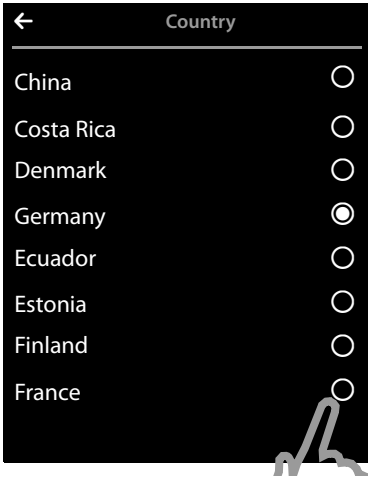 Country
China
Costa Rica
Denmark
Germany
Ecuador
Estonia
Finland
France